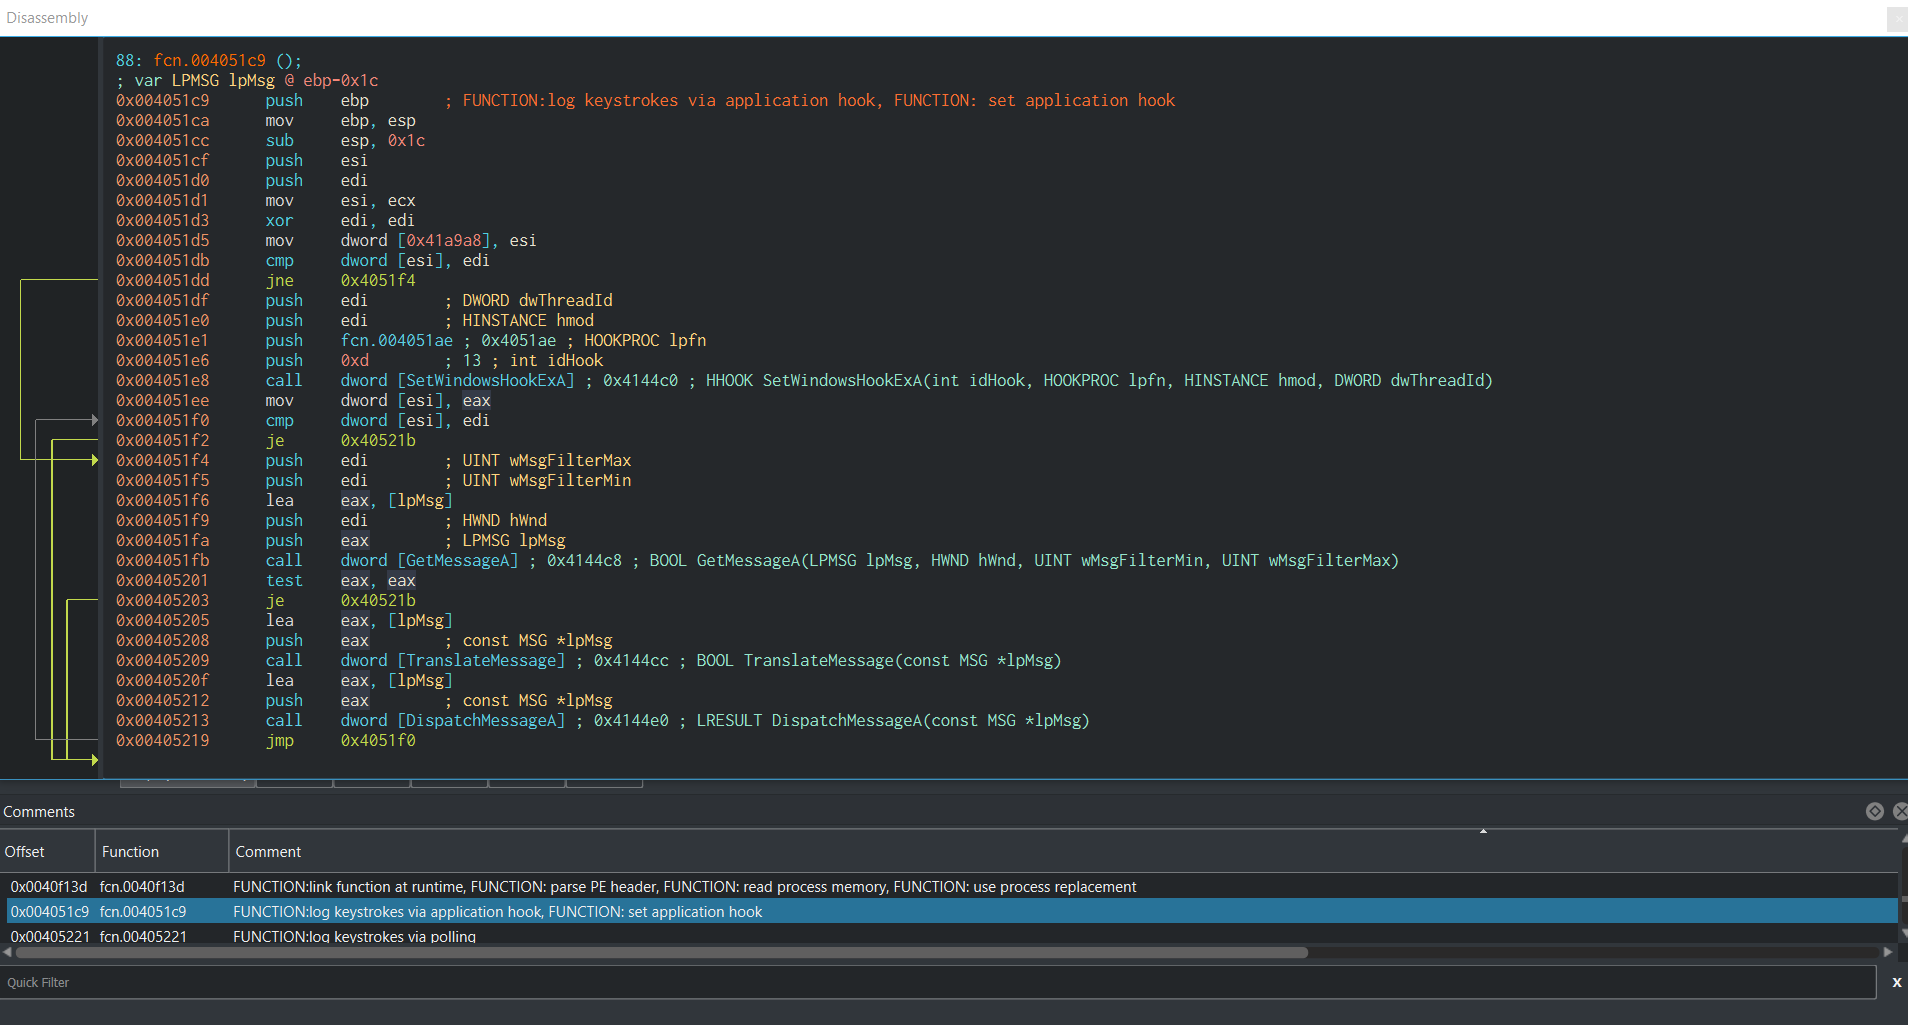 Disassembly
88: fcn.004051c9 ();
; var LPMSG lpMsg @ ebp-0x1c
0x004051c9 push ebp ; FUNCTION:log keystrokes via application hook, FUNCTION: set application hook
0x004051ca mov ebp, esp
0x004051cc sub esp, 0x1c
0x004051cf push esi
0x004051d0 push edi
0x004051d1 mov esi, ecx
0x004051d3 xor edi, edi
0x004051d5 mov dword [0x41a9a8], esi
0x004051db cmp dword [esi], edi
0x004051dd jne 0x4051f4
0x004051df push edi ; DWORD dwThreadId
0x004051e0 push edi ; HINSTANCE hmod
0x004051e1 push fcn.004051ae ; 0x4051ae ; HOOKPROC lpfn
0x004051e6 push 0xd ; 13 ; int idHook
0x004051e8 call dword [SetWindowsHookExA] ; 0x4144c0 ; HHOOK SetWindowsHookExA(int idHook, HOOKPROC lpfn, HINSTANCE hmod, DWORD dwThreadId)
0x004051ee mov dword [esi], eax
0x004051f0 cmp dword [esi], edi
0x004051f2 je 0x40521b
0x004051f4 push edi ; UINT wMsgFilterMax
0x004051f5 push edi ; UINT wMsgFilterMin
0x004051f6 lea eax, [lpMsg]
0x004051f9 push edi ; HWND hWnd
0x004051fa push eax ; LPMSG lpMsg
0x004051fb call dword [GetMessageA] ; 0x4144c8 ; BOOL GetMessageA(LPMSG lpMsg, HWND hWnd, UINT wMsgFilterMin, UINT wMsgFilterMax)
0x00405201 test eax, eax
0x00405203 je 0x40521b
0x00405205 lea eax, [lpMsg]
0x00405208 push eax ; const MSG *lpMsg
0x00405209 call dword [TranslateMessage] ; 0x4144cc ; BOOL TranslateMessage(const MSG *lpMsg)
0x0040520f lea eax, [lpMsg]
0x00405212 push eax ; const MSG *lpMsg
0x00405213 call dword [DispatchMessageA] ; 0x4144e0 ; LRESULT DispatchMessageA(const MSG *lpMsg)
0x00405219 jmp 0x4051f0
Comments
Offset Function Comment
0x0040f13d fcn.0040f13d FUNCTION:link function at runtime, FUNCTION: parse PE header, FUNCTION: read process memory, FUNCTION: use process replacement
0x004051c9 fcn.004051c9 FUNCTION:log keystrokes via application hook, FUNCTION: set application hook
0x00405221 fcn.00405221 FUNCTION:log keystrokes via polling
Quick Filter X